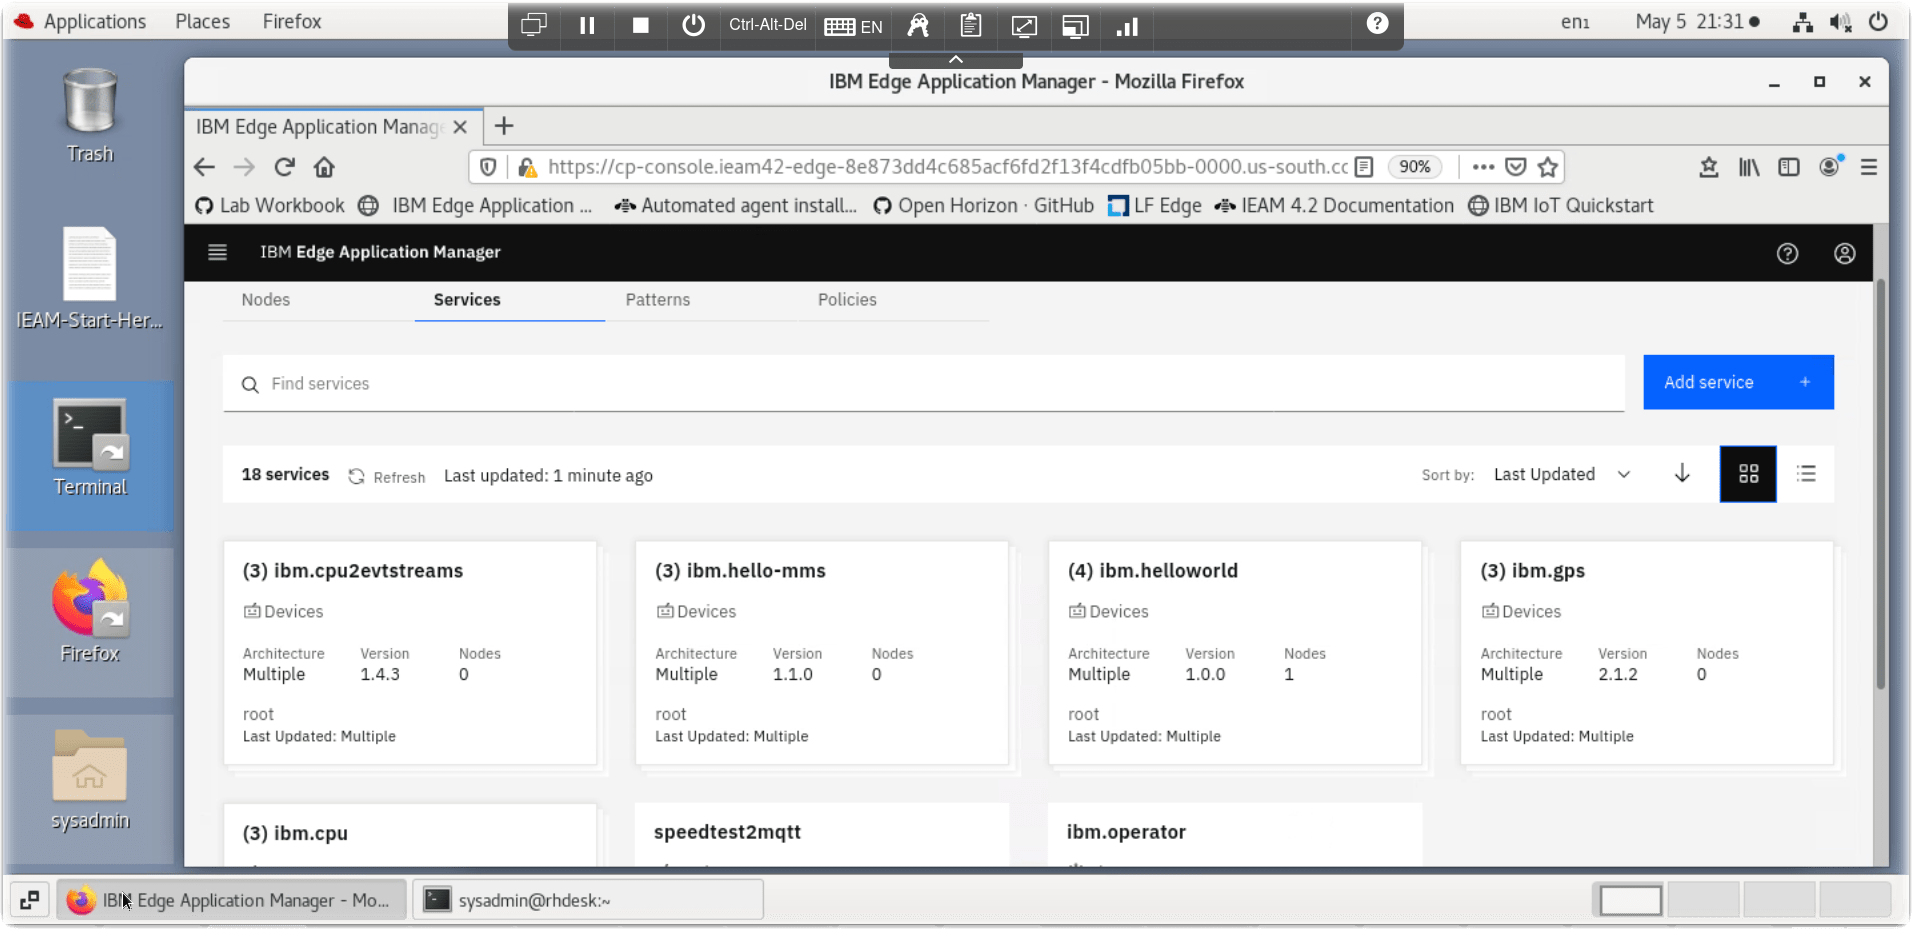 Applications Places Firefox
Ctrl-Alt-Del EN
en1 May 5 21:31
Trash
IEAM-Start-Her...
Terminal
Firefox
sysadmin
IBM Edge Application Manager - Mozilla Firefox
IBM Edge Application Manage
https://cp-console.ieam42-edge-8e873dd4c685acf6fd2f13f4cdfb05bb-0000.us-south.cc 90%
Lab Workbook IBM Edge Application ... Automated agent install... Open Horizon · GitHub LF Edge IEAM 4.2 Documentation IBM IoT Quickstart
IBM Edge Application Manager
Nodes Services Patterns Policies
Find services
Add service +
18 services Refresh Last updated: 1 minute ago
Sort by: Last Updated
(3) ibm.cpu2evtstreams
Devices
Architecture Version Nodes
Multiple 1.4.3 0
root
Last Updated: Multiple
(3) ibm.hello-mms
Devices
Architecture Version Nodes
Multiple 1.1.0 0
root
Last Updated: Multiple
(4) ibm.helloworld
Devices
Architecture Version Nodes
Multiple 1.0.0 1
root
Last Updated: Multiple
(3) ibm.gps
Devices
Architecture Version Nodes
Multiple 2.1.2 0
root
Last Updated: Multiple
(3) ibm.cpu
speedtest2mqtt
ibm.operator
IBM Edge Application Manager - Mo...
sysadmin@rhdesk:~